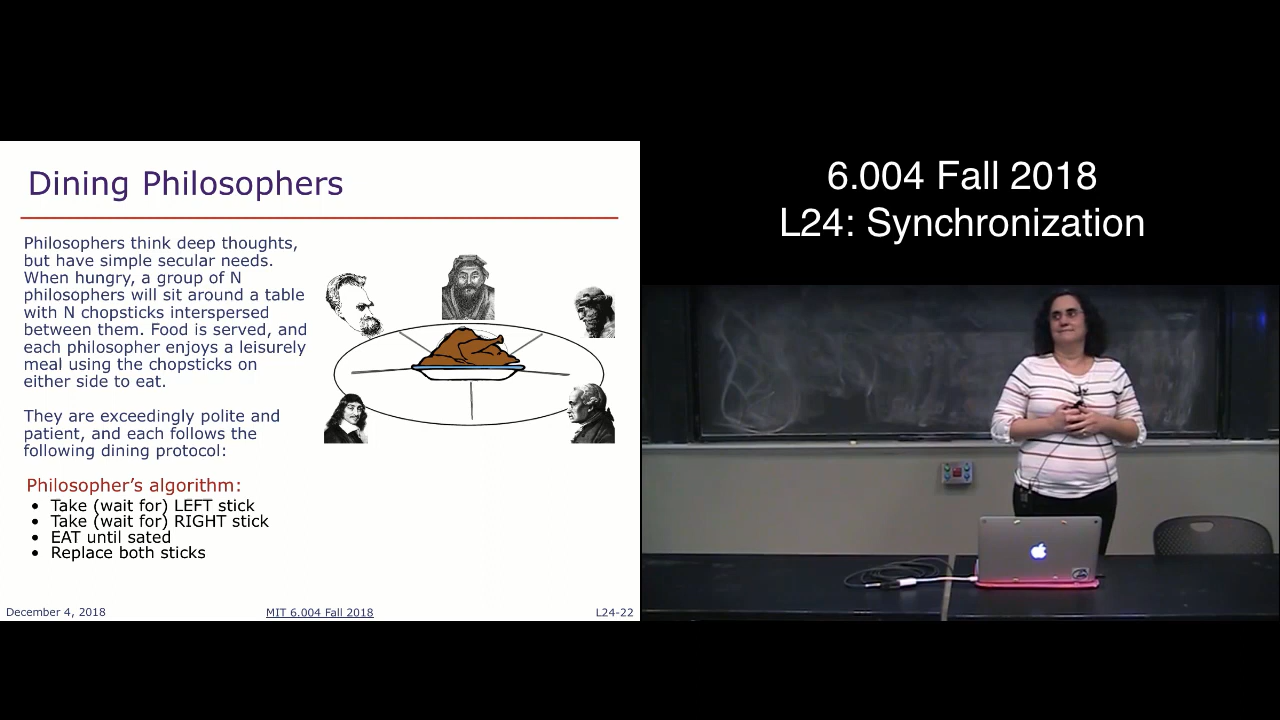 Dining Philosophers
Philosophers think deep thoughts,
but have simple secular needs.
When hungry, a group of N
philosophers will sit around a table
with N chopsticks interspersed
between them. Food is served, and
each philosopher enjoys a leisurely
meal using the chopsticks on
either side to eat.
They are exceedingly polite and
patient, and each follows the
following dining protocol:
Philosopher's algorithm:
• Take (wait for) LEFT stick
• Take (wait for) RIGHT stick
• EAT until sated
• Replace both sticks
December 4, 2018
MIT 6.004 Fall 2018
L24-22
6.004 Fall 2018
L24: Synchronization